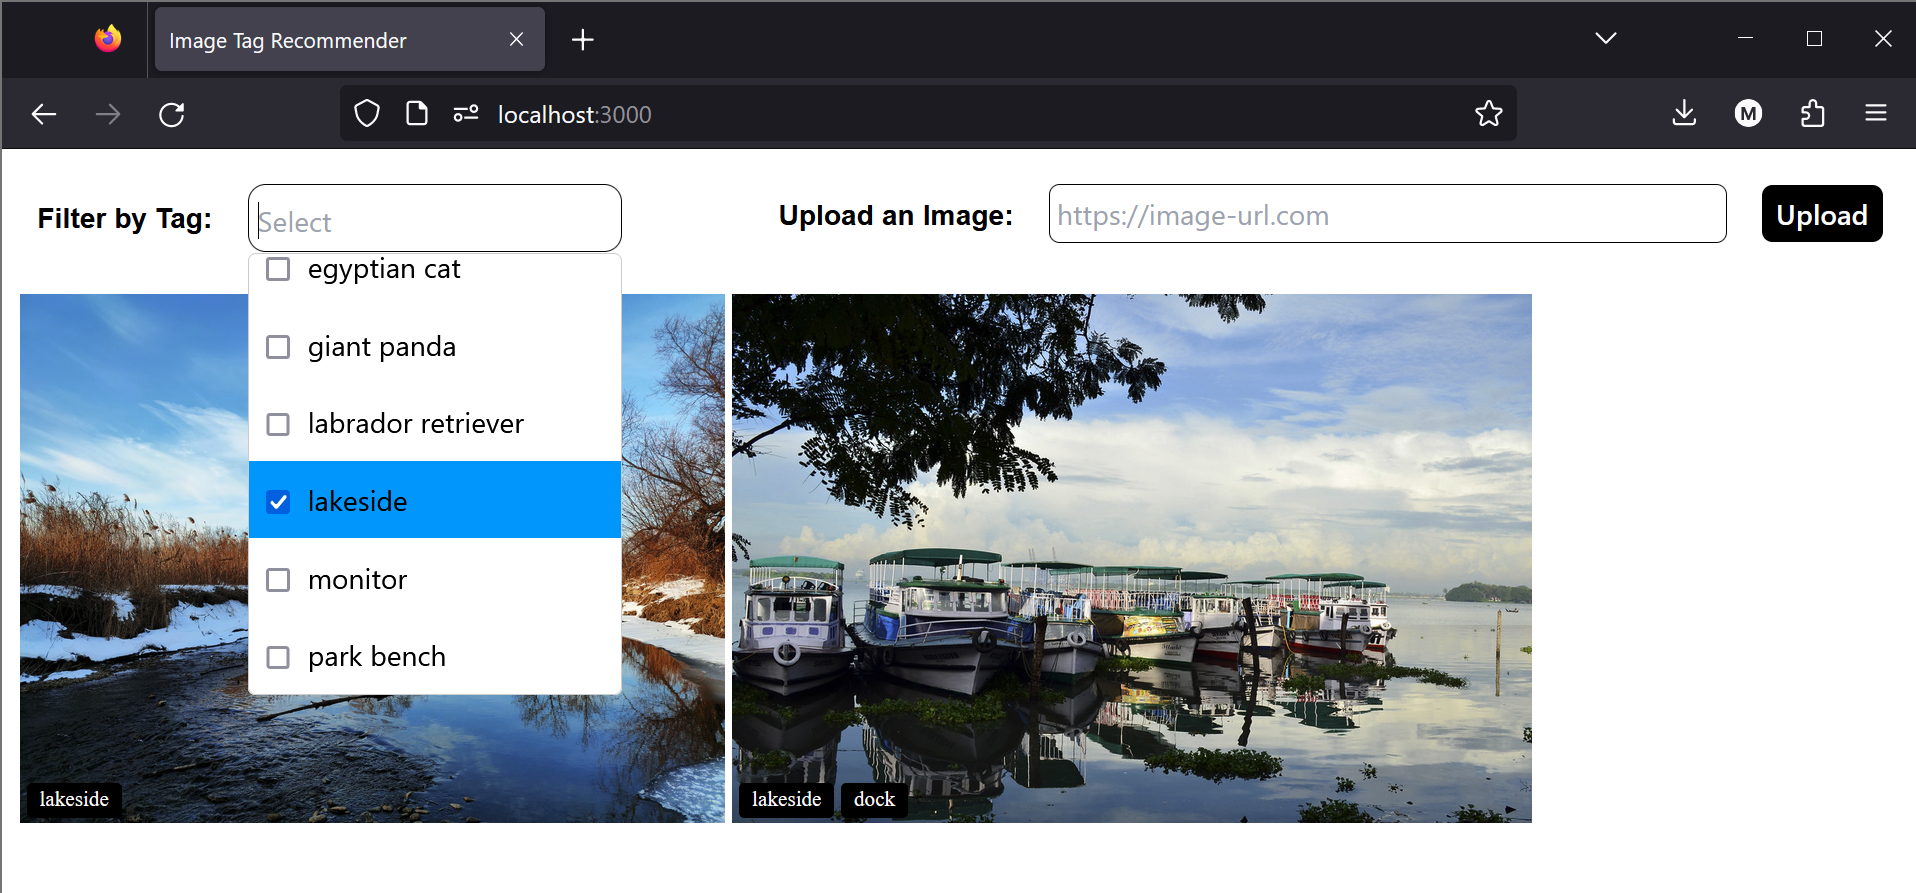 Image Tag Recommender
localhost:3000
M
Filter by Tag:
Select
Upload an Image:
https://image-url.com
Upload
egyptian cat
giant panda
labrador retriever
lakeside
monitor
park bench
lakeside
lakeside
dock